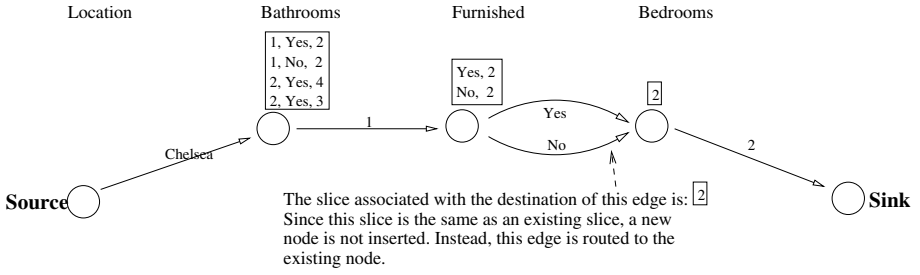 Location Bathrooms Furnished Bedrooms
1, Yes, 2
1, No, 2
2, Yes, 4
2, Yes, 3
Yes, 2
No, 2
2
Chelsea
1
Yes
No
2
Source
Sink
The slice associated with the destination of this edge is: 2
Since this slice is the same as an existing slice, a new
node is not inserted. Instead, this edge is routed to the
existing node.